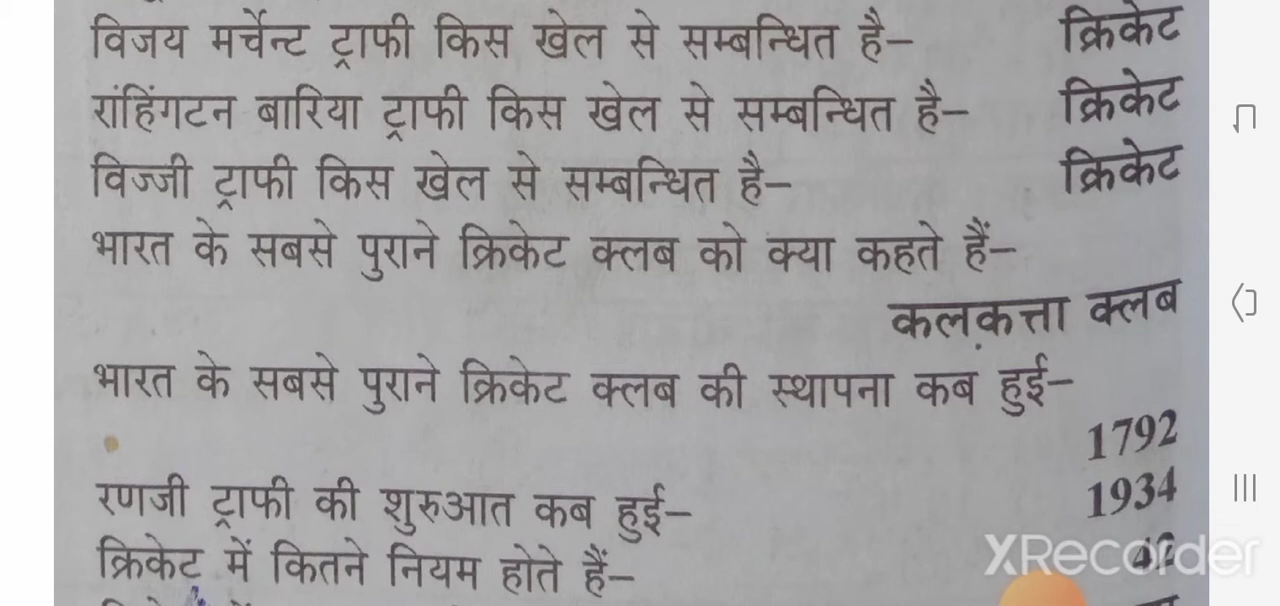 विजय मर्चेन्ट ट्राफी किस खेल से सम्बन्धित है– क्रिकेट
रांहिंगटन बारिया ट्राफी किस खेल से सम्बन्धित है– क्रिकेट
विज्जी ट्राफी किस खेल से सम्बन्धित है– क्रिकेट
भारत के सबसे पुराने क्रिकेट क्लब को क्या कहते हैं–
कलकत्ता क्लब
भारत के सबसे पुराने क्रिकेट क्लब की स्थापना कब हुई–
1792
रणजी ट्राफी की शुरुआत कब हुई– 1934
क्रिकेट में कितने नियम होते हैं– 42
XRecorder